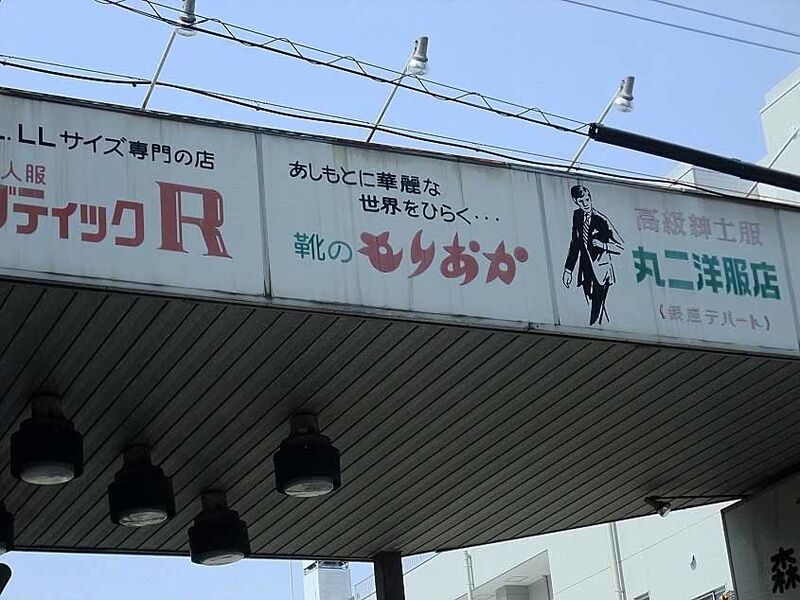 L.LLサイズ専門の店
人服
ブティックR
あしもとに華麗な
世界をひらく・・・
靴のもりおか
高級紳士服
丸二洋服店
(銀座デパート)
森